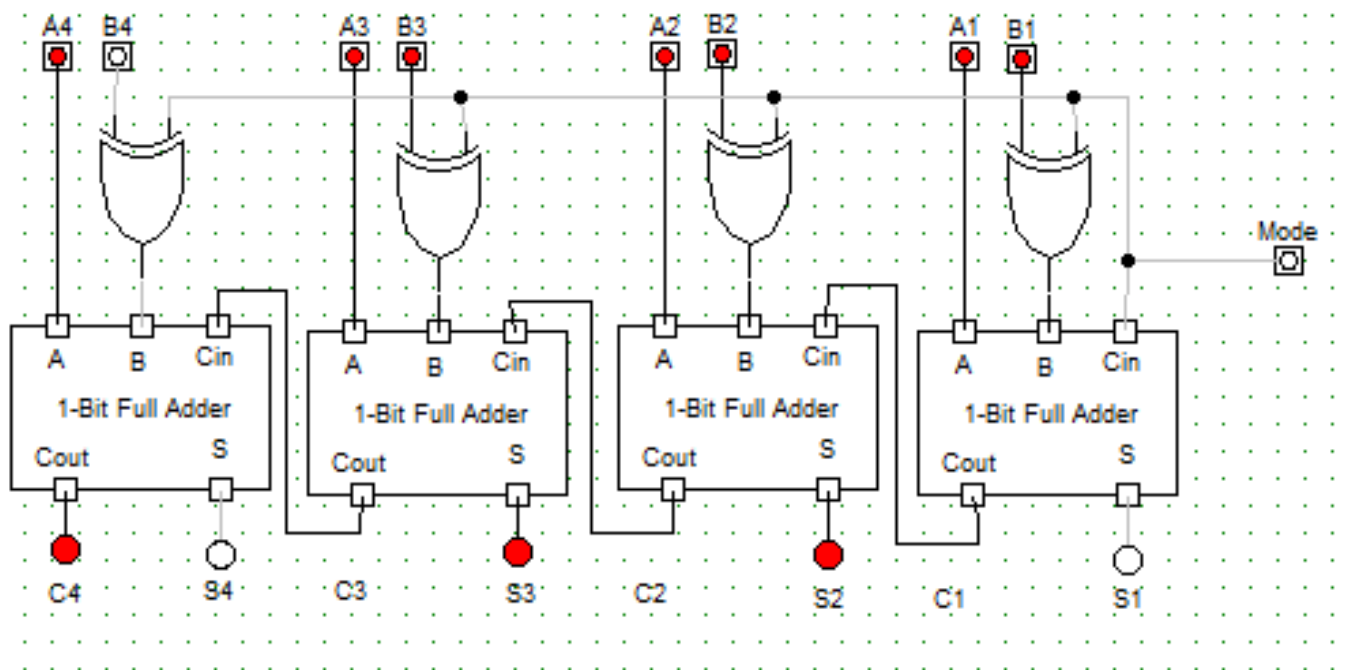 A4 B4 A3 B3 A2 B2 A1 B1
Mode
A B Cin A B Cin A B Cin A B Cin
1-Bit Full Adder 1-Bit Full Adder 1-Bit Full Adder 1-Bit Full Adder
Cout S Cout S Cout S Cout S
C4 S4 C3 S3 C2 S2 C1 S1